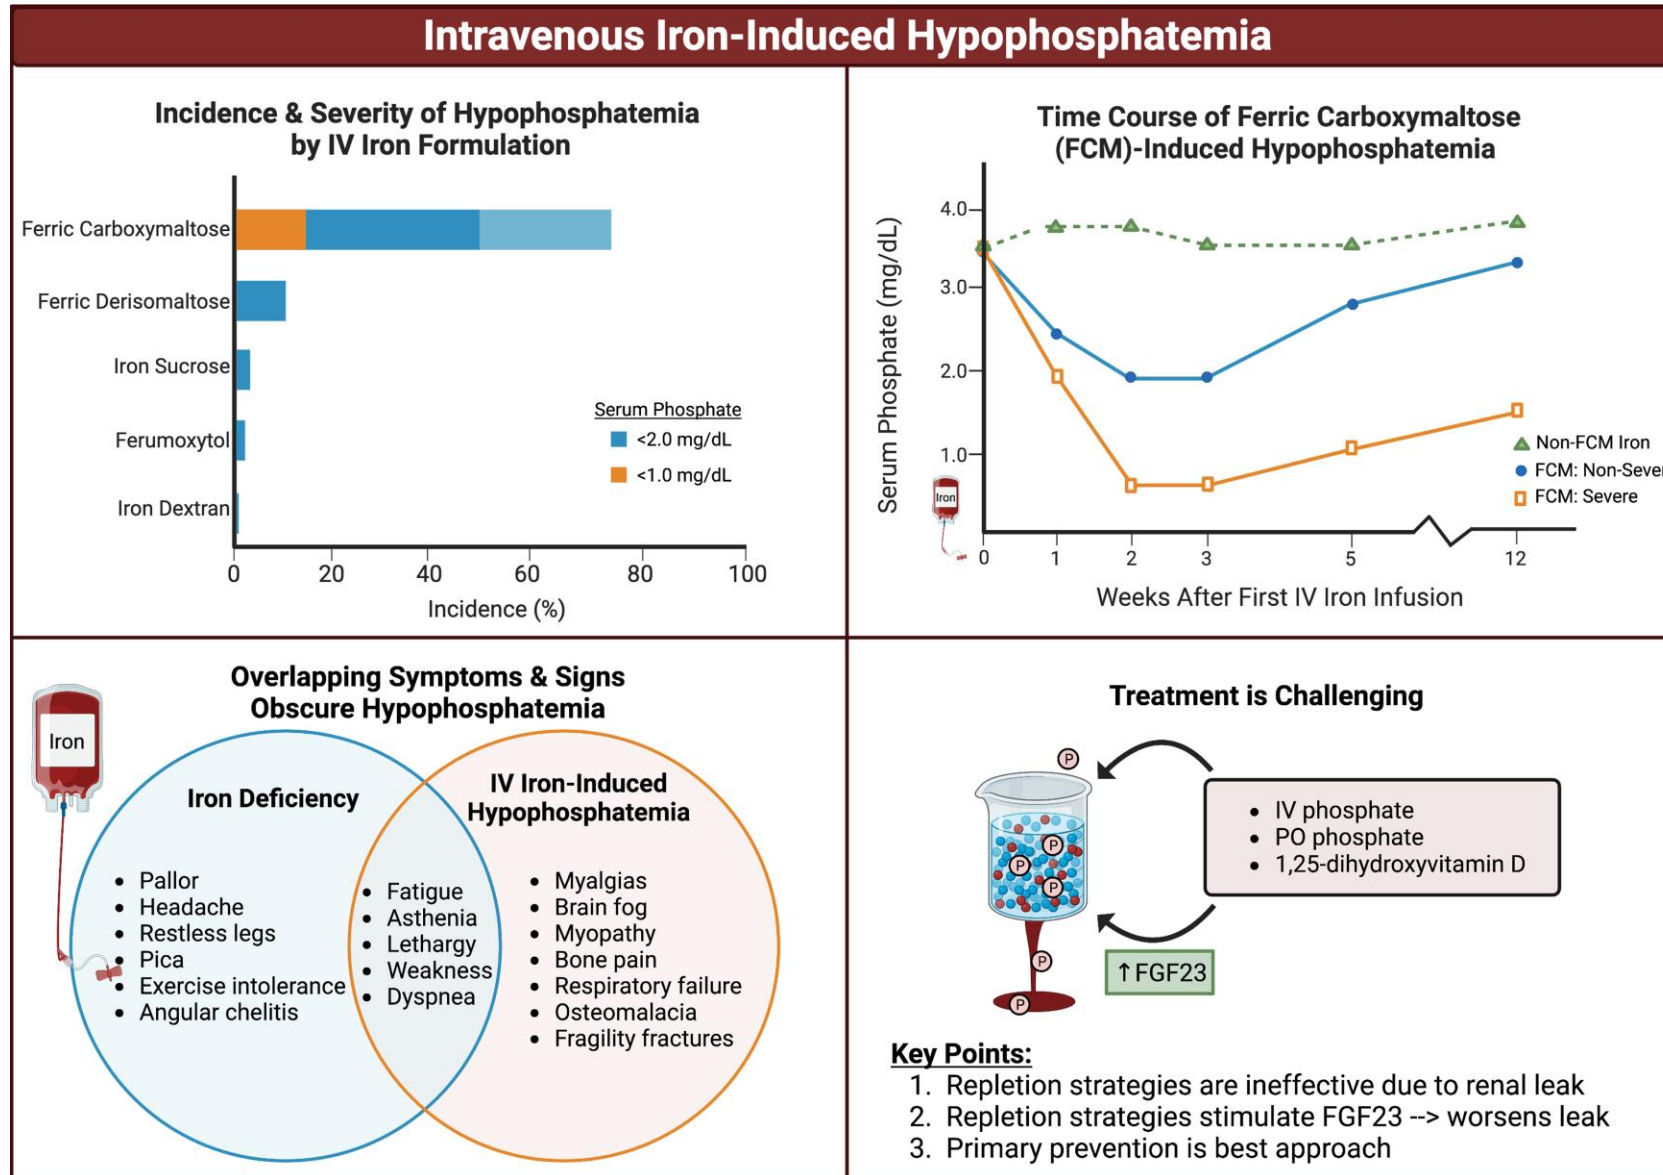 Intravenous Iron-Induced Hypophosphatemia
Incidence & Severity of Hypophosphatemia
by IV Iron Formulation
Ferric Carboxymaltose
Ferric Derisomaltose
Iron Sucrose
Ferumoxytol
Iron Dextran
Serum Phosphate
<2.0 mg/dL
<1.0 mg/dL
0 20 40 60 80 100
Incidence (%)
Time Course of Ferric Carboxymaltose
(FCM)-Induced Hypophosphatemia
Serum Phosphate (mg/dL)
4.0
3.0
2.0
1.0
Iron
Non-FCM Iron
FCM: Non-Sever
FCM: Severe
0 1 2 3 5 12
Weeks After First IV Iron Infusion
Overlapping Symptoms & Signs
Obscure Hypophosphatemia
Iron
Iron Deficiency
• Pallor
• Headache
• Restless legs
• Pica
• Exercise intolerance
• Angular chelitis
• Fatigue
• Asthenia
• Lethargy
• Weakness
• Dyspnea
IV Iron-Induced
Hypophosphatemia
• Myalgias
• Brain fog
• Myopathy
• Bone pain
• Respiratory failure
• Osteomalacia
• Fragility fractures
Treatment is Challenging
P
P
P
P
P
P
• IV phosphate
• PO phosphate
• 1,25-dihydroxyvitamin D
↑FGF23
Key Points:
1. Repletion strategies are ineffective due to renal leak
2. Repletion strategies stimulate FGF23 --> worsens leak
3. Primary prevention is best approach